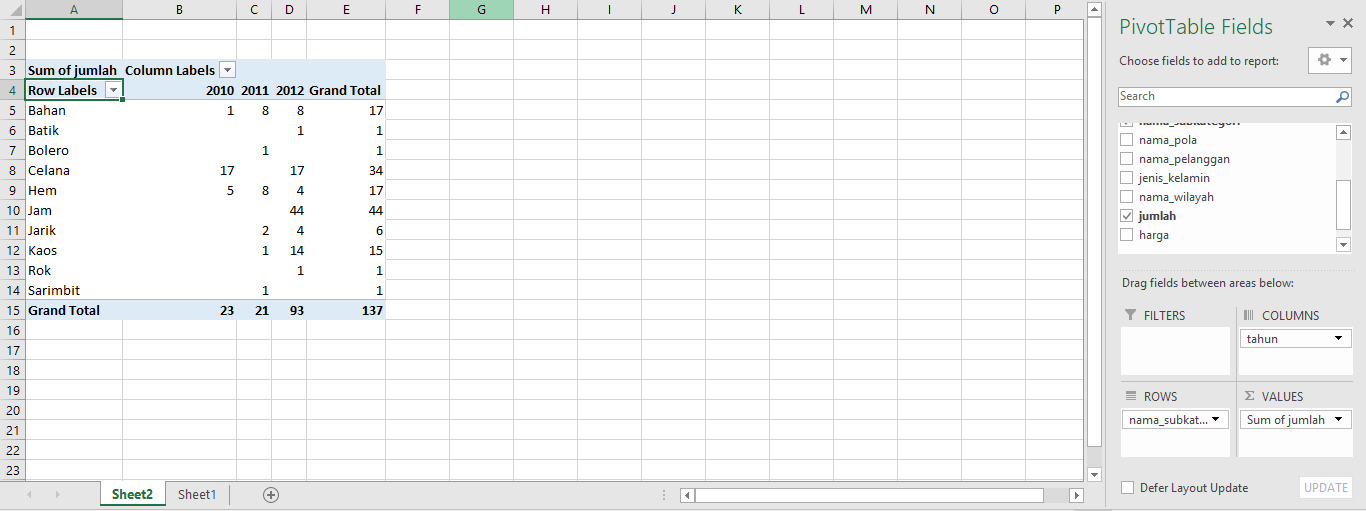 A B C D E F G H I J K L M N O P
1
2
3 Sum of jumlah Column Labels
4 Row Labels 2010 2011 2012 Grand Total
5 Bahan 1 8 8 17
6 Batik 1 1
7 Bolero 1 1
8 Celana 17 17 34
9 Hem 5 8 4 17
10 Jam 44 44
11 Jarik 2 4 6
12 Kaos 1 14 15
13 Rok 1 1
14 Sarimbit 1 1
15 Grand Total 23 21 93 137
16
17
18
19
20
21
22
23
Sheet2 Sheet1
PivotTable Fields
Choose fields to add to report:
Search
nama_subkategori
nama_pola
nama_pelanggan
jenis_kelamin
nama_wilayah
jumlah
harga
Drag fields between areas below:
FILTERS COLUMNS
tahun
ROWS Σ VALUES
nama_subkat... Sum of jumlah
Defer Layout Update UPDATE